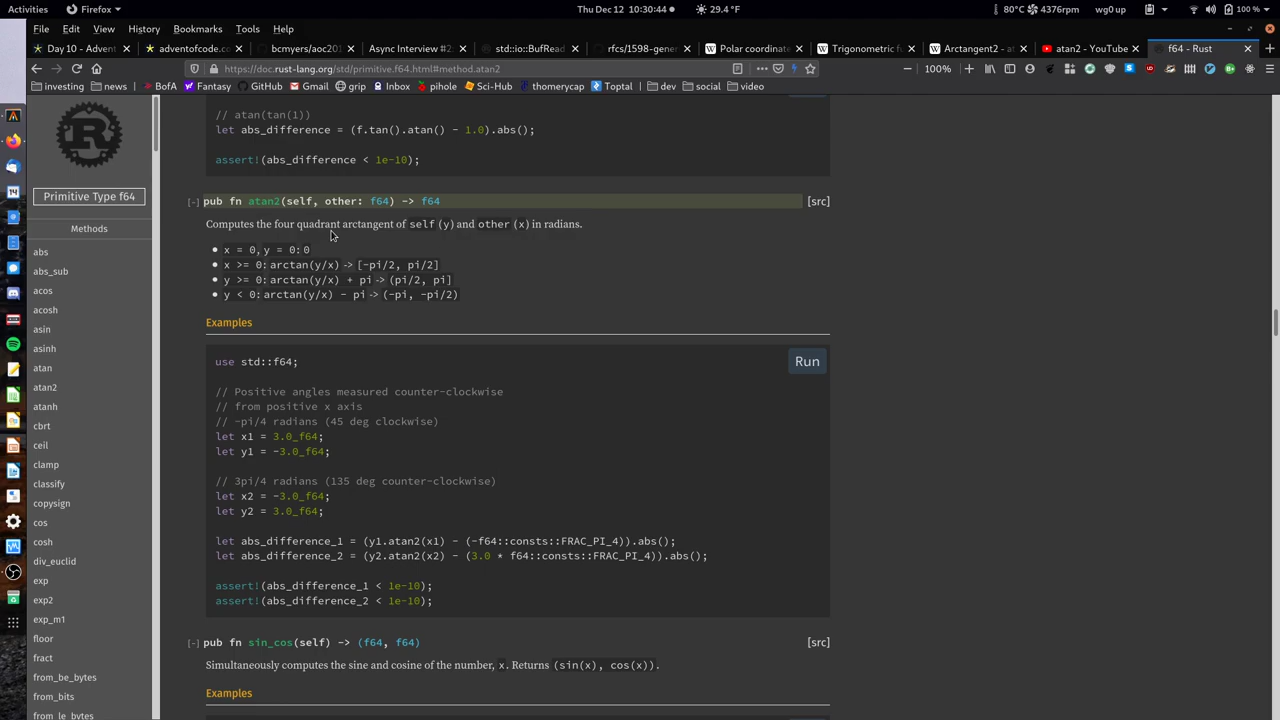 Activities
Firefox
Thu Dec 12 10:30:44
29.4 °F
80°C
4376rpm
wg0 up
100 %
File Edit View History Bookmarks Tools Help
Day 10 - Advent
adventofcode.co
bcmyers/aoc201
Async Interview #2.
std::io::BufRead
rfcs/1598-gener
Polar coordinate
Trigonometric fu
Arctangent2 -
atan2 - YouTube
f64 - Rust
https://doc.rust-lang.org/std/primitive.f64.html#method.atan2
100%
investing
news
BofA
Fantasy
GitHub
Gmail
grip
Inbox
pihole
Sci-Hub
thomerycap
Toptal
dev
social
video
Primitive Type f64
Methods
abs
abs_sub
acos
acosh
asin
asinh
atan
atan2
atanh
cbrt
ceil
clamp
classify
copysign
cos
cosh
div_euclid
exp
exp2
exp_m1
floor
fract
from_be_bytes
from_bits
from_le_bytes
// atan(tan(1))
let abs_difference = (f.tan().atan() - 1.0).abs();
assert!(abs_difference < 1e-10);
[-] pub fn atan2(self, other: f64) -> f64 [src]
Computes the four quadrant arctangent of self (y) and other (x) in radians.
x = 0, y = 0: 0
x >= 0: arctan(y/x) -> [-pi/2, pi/2]
y >= 0: arctan(y/x) + pi -> (pi/2, pi]
y < 0: arctan(y/x) - pi -> (-pi, -pi/2)
Examples
Run
use std::f64;
// Positive angles measured counter-clockwise
// from positive x axis
// -pi/4 radians (45 deg clockwise)
let x1 = 3.0_f64;
let y1 = -3.0_f64;
// 3pi/4 radians (135 deg counter-clockwise)
let x2 = -3.0_f64;
let y2 = 3.0_f64;
let abs_difference_1 = (y1.atan2(x1) - (-f64::consts::FRAC_PI_4)).abs();
let abs_difference_2 = (y2.atan2(x2) - (3.0 * f64::consts::FRAC_PI_4)).abs();
assert!(abs_difference_1 < 1e-10);
assert!(abs_difference_2 < 1e-10);
[-] pub fn sin_cos(self) -> (f64, f64) [src]
Simultaneously computes the sine and cosine of the number, x. Returns (sin(x), cos(x)).
Examples